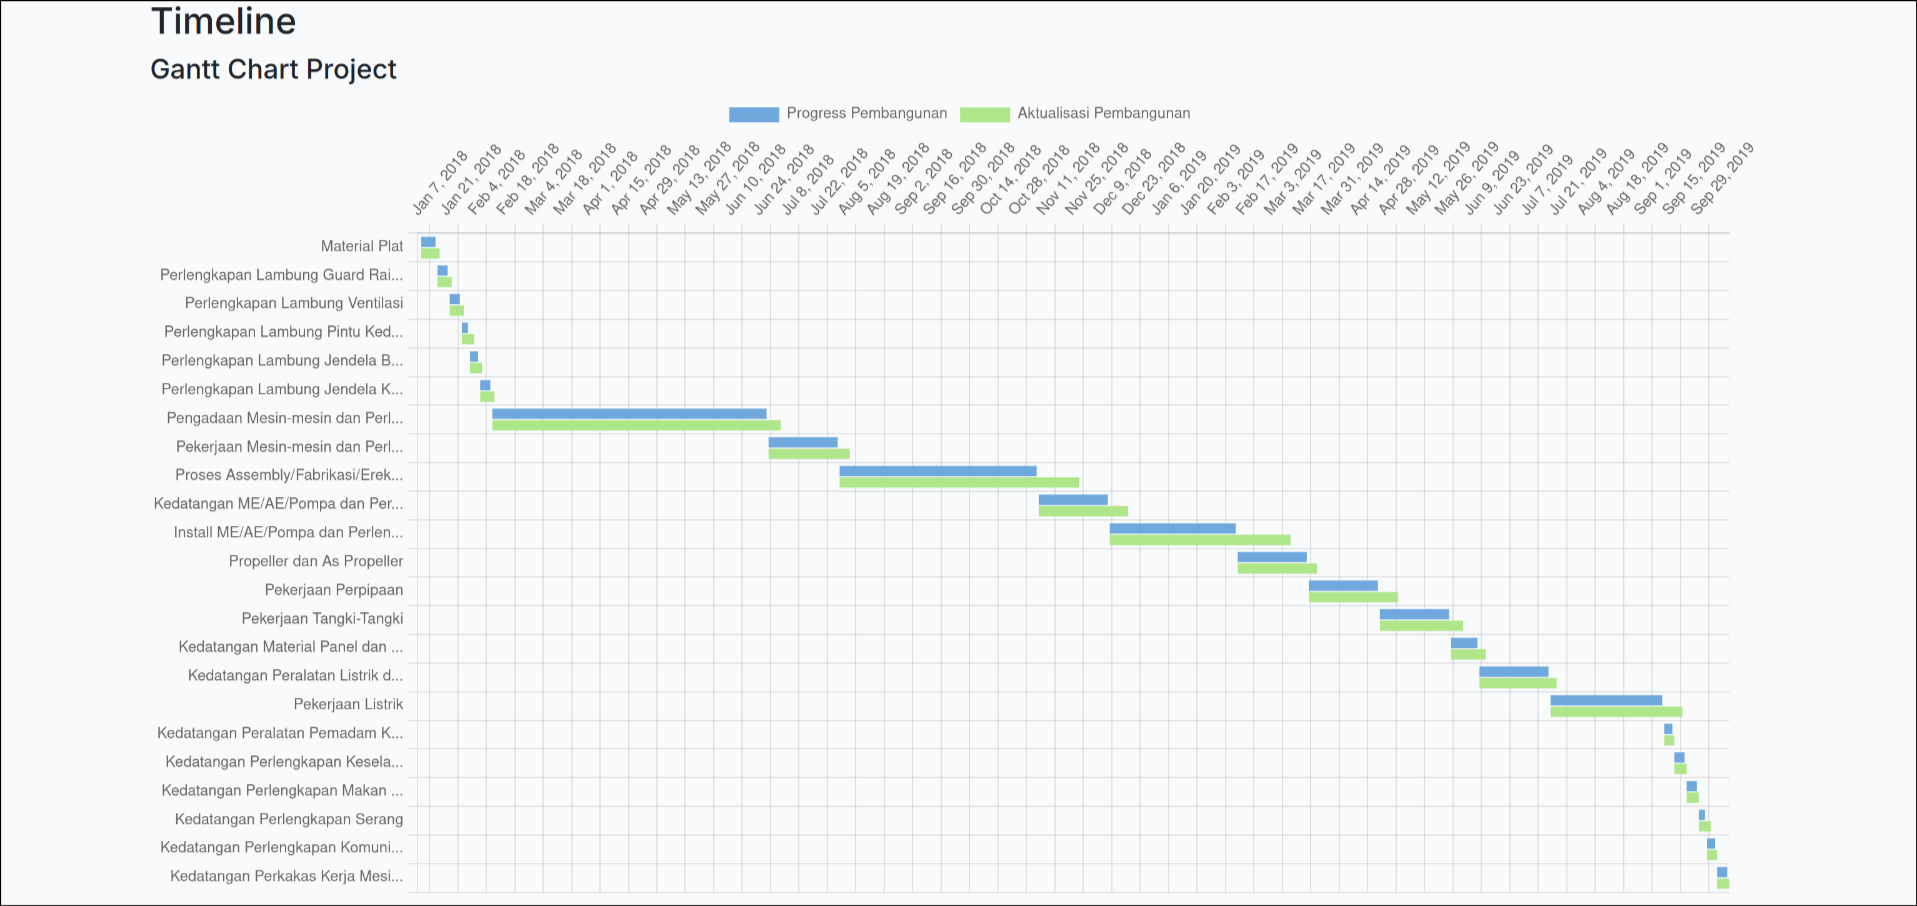 Timeline
Gantt Chart Project
Progress Pembangunan
Aktualisasi Pembangunan
Jan 7, 2018
Jan 21, 2018
Feb 4, 2018
Feb 18, 2018
Mar 4, 2018
Mar 18, 2018
Apr 1, 2018
Apr 15, 2018
Apr 29, 2018
May 13, 2018
May 27, 2018
Jun 10, 2018
Jun 24, 2018
Jul 8, 2018
Jul 22, 2018
Aug 5, 2018
Aug 19, 2018
Sep 2, 2018
Sep 16, 2018
Sep 30, 2018
Oct 14, 2018
Oct 28, 2018
Nov 11, 2018
Nov 25, 2018
Dec 9, 2018
Dec 23, 2018
Jan 6, 2019
Jan 20, 2019
Feb 3, 2019
Feb 17, 2019
Mar 3, 2019
Mar 17, 2019
Mar 31, 2019
Apr 14, 2019
Apr 28, 2019
May 12, 2019
May 26, 2019
Jun 9, 2019
Jun 23, 2019
Jul 7, 2019
Jul 21, 2019
Aug 4, 2019
Aug 18, 2019
Sep 1, 2019
Sep 15, 2019
Sep 29, 2019
Material Plat
Perlengkapan Lambung Guard Rai...
Perlengkapan Lambung Ventilasi
Perlengkapan Lambung Pintu Ked...
Perlengkapan Lambung Jendela B...
Perlengkapan Lambung Jendela K...
Pengadaan Mesin-mesin dan Perl...
Pekerjaan Mesin-mesin dan Perl...
Proses Assembly/Fabrikasi/Erek...
Kedatangan ME/AE/Pompa dan Per...
Install ME/AE/Pompa dan Perlen...
Propeller dan As Propeller
Pekerjaan Perpipaan
Pekerjaan Tangki-Tangki
Kedatangan Material Panel dan ...
Kedatangan Peralatan Listrik d...
Pekerjaan Listrik
Kedatangan Peralatan Pemadam K...
Kedatangan Perlengkapan Kesela...
Kedatangan Perlengkapan Makan ...
Kedatangan Perlengkapan Serang
Kedatangan Perlengkapan Komuni...
Kedatangan Perkakas Kerja Mesi...